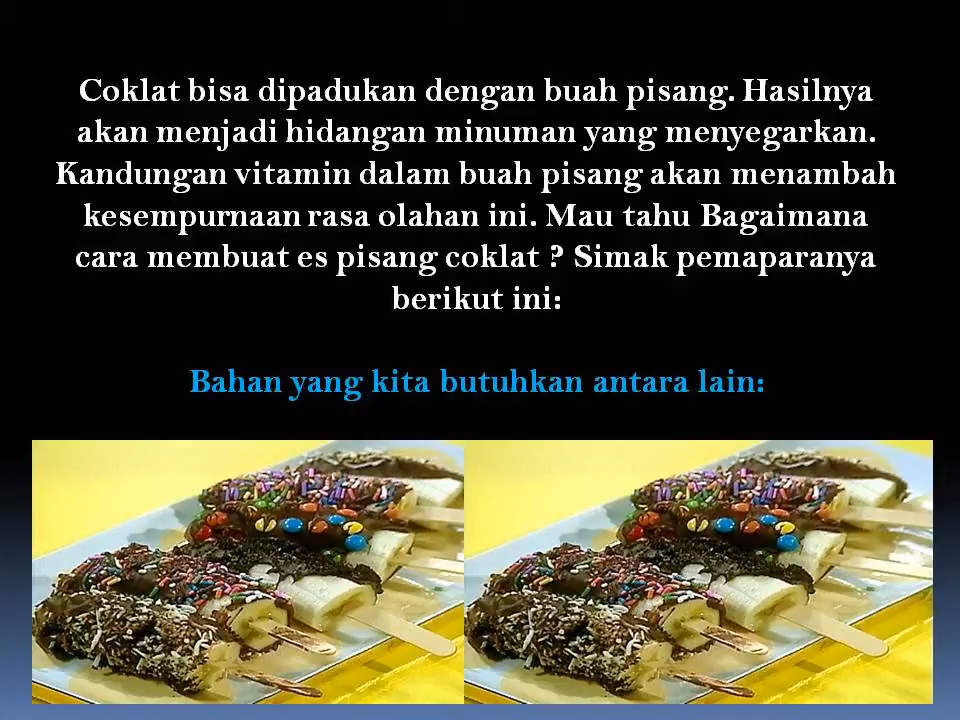 Coklat bisa dipadukan dengan buah pisang. Hasilnya
akan menjadi hidangan minuman yang menyegarkan.
Kandungan vitamin dalam buah pisang akan menambah
kesempurnaan rasa olahan ini. Mau tahu Bagaimana
cara membuat es pisang coklat ? Simak pemaparanya
berikut ini:
Bahan yang kita butuhkan antara lain: